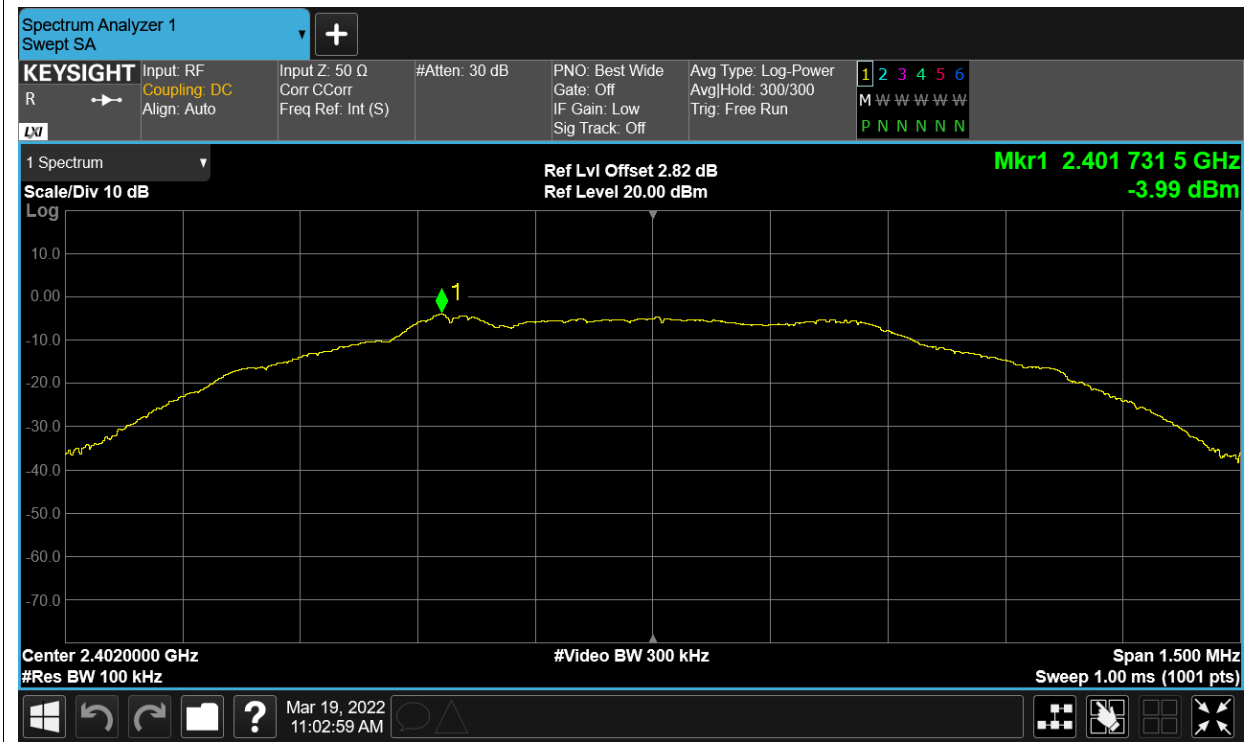 Spectrum Analyzer 1
Swept SA
KEYSIGHT
R
LXI
Input: RF
Coupling: DC
Align: Auto
Input Z: 50 Ω
Corr CCorr
Freq Ref: Int (S)
#Atten: 30 dB
PNO: Best Wide
Gate: Off
IF Gain: Low
Sig Track: Off
Avg Type: Log-Power
Avg|Hold: 300/300
Trig: Free Run
1 2 3 4 5 6
M W W W W W
P N N N N N
1 Spectrum
Scale/Div 10 dB
Ref Lvl Offset 2.82 dB
Ref Level 20.00 dBm
Mkr1 2.401 731 5 GHz
-3.99 dBm
Log
10.0
0.00
-10.0
-20.0
-30.0
-40.0
-50.0
-60.0
-70.0
1
Center 2.4020000 GHz
#Res BW 100 kHz
#Video BW 300 kHz
Span 1.500 MHz
Sweep 1.00 ms (1001 pts)
?
Mar 19, 2022
11:02:59 AM